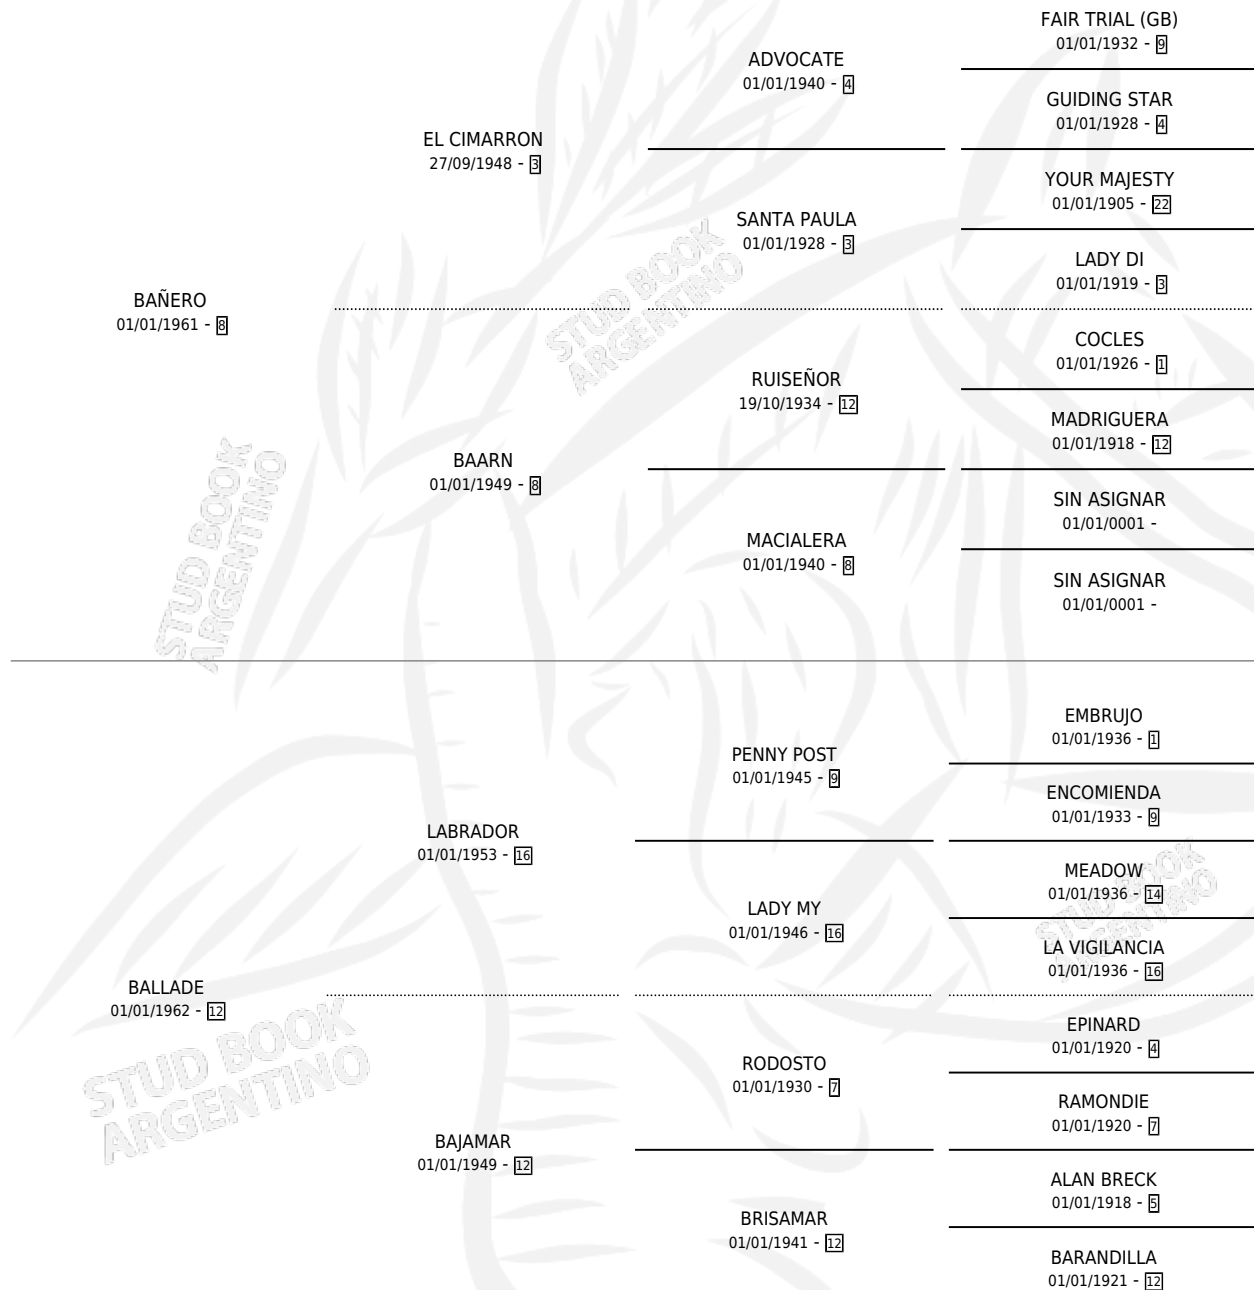 FAIR TRIAL (GB)
01/01/1932 - 9
ADVOCATE
01/01/1940 - 4
GUIDING STAR
01/01/1928 - 4
EL CIMARRON
27/09/1948 - 3
YOUR MAJESTY
01/01/1905 - 22
SANTA PAULA
01/01/1928 - 3
LADY DI
01/01/1919 - 3
BAÑERO
01/01/1961 - 8
COCLES
01/01/1926 - 1
RUISEÑOR
19/10/1934 - 12
MADRIGUERA
01/01/1918 - 12
BAARN
01/01/1949 - 8
SIN ASIGNAR
01/01/0001 -
MACIALERA
01/01/1940 - 8
SIN ASIGNAR
01/01/0001 -
EMBRUJO
01/01/1936 - 1
PENNY POST
01/01/1945 - 9
ENCOMIENDA
01/01/1933 - 9
LABRADOR
01/01/1953 - 16
MEADOW
01/01/1936 - 14
LADY MY
01/01/1946 - 16
LA VIGILANCIA
01/01/1936 - 16
BALLADE
01/01/1962 - 12
EPINARD
01/01/1920 - 4
RODOSTO
01/01/1930 - 7
RAMONDIE
01/01/1920 - 7
BAJAMAR
01/01/1949 - 12
ALAN BRECK
01/01/1918 - 5
BRISAMAR
01/01/1941 - 12
BARANDILLA
01/01/1921 - 12
STUD BOOK
ARGENTINO
STUD BOOK
ARGENTINO
STUD BOOK
ARGENTINO
STUD BOOK
ARGENTINO